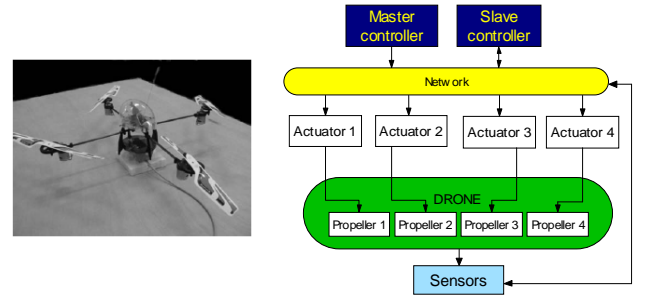 Master
controller
Slave
controller
Network
Actuator 1
Actuator 2
Actuator 3
Actuator 4
DRONE
Propeller 1
Propeller 2
Propeller 3
Propeller 4
Sensors